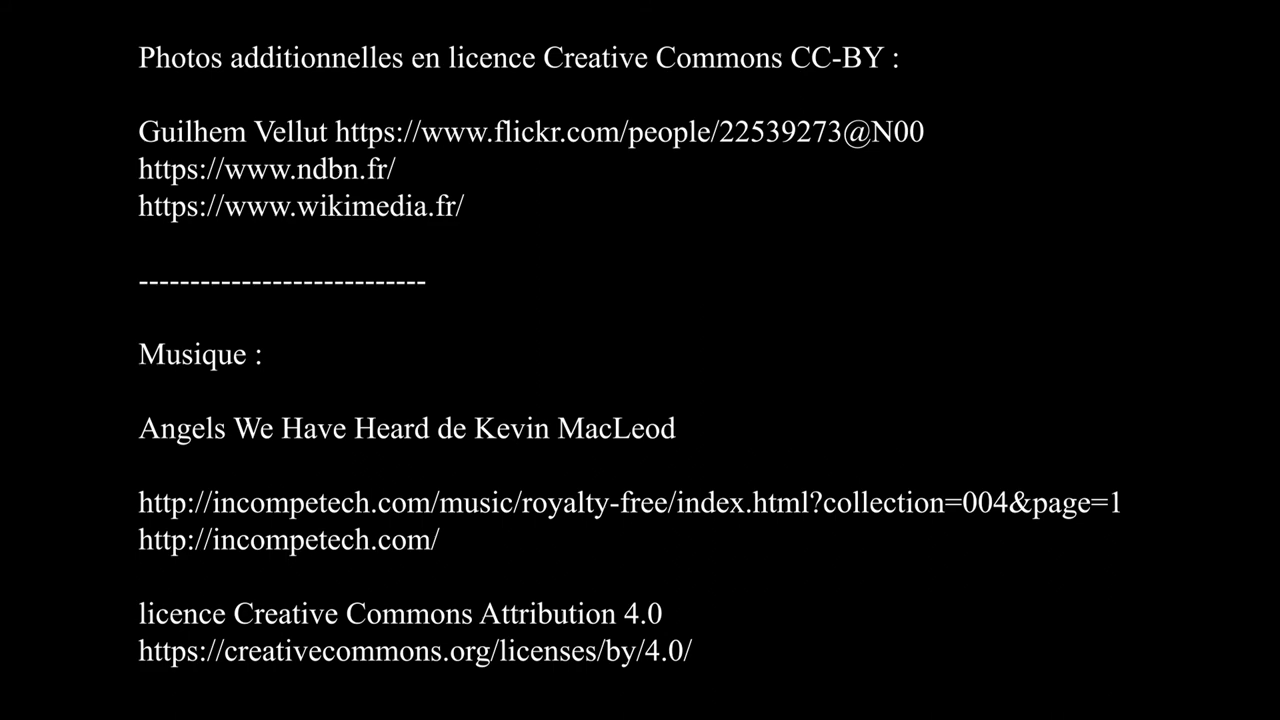 Photos additionnelles en licence Creative Commons CC-BY :
Guilhem Vellut https://www.flickr.com/people/22539273@N00
https://www.ndbn.fr/
https://www.wikimedia.fr/
----------------------------
Musique :
Angels We Have Heard de Kevin MacLeod
http://incompetech.com/music/royalty-free/index.html?collection=004&page=1
http://incompetech.com/
licence Creative Commons Attribution 4.0
https://creativecommons.org/licenses/by/4.0/